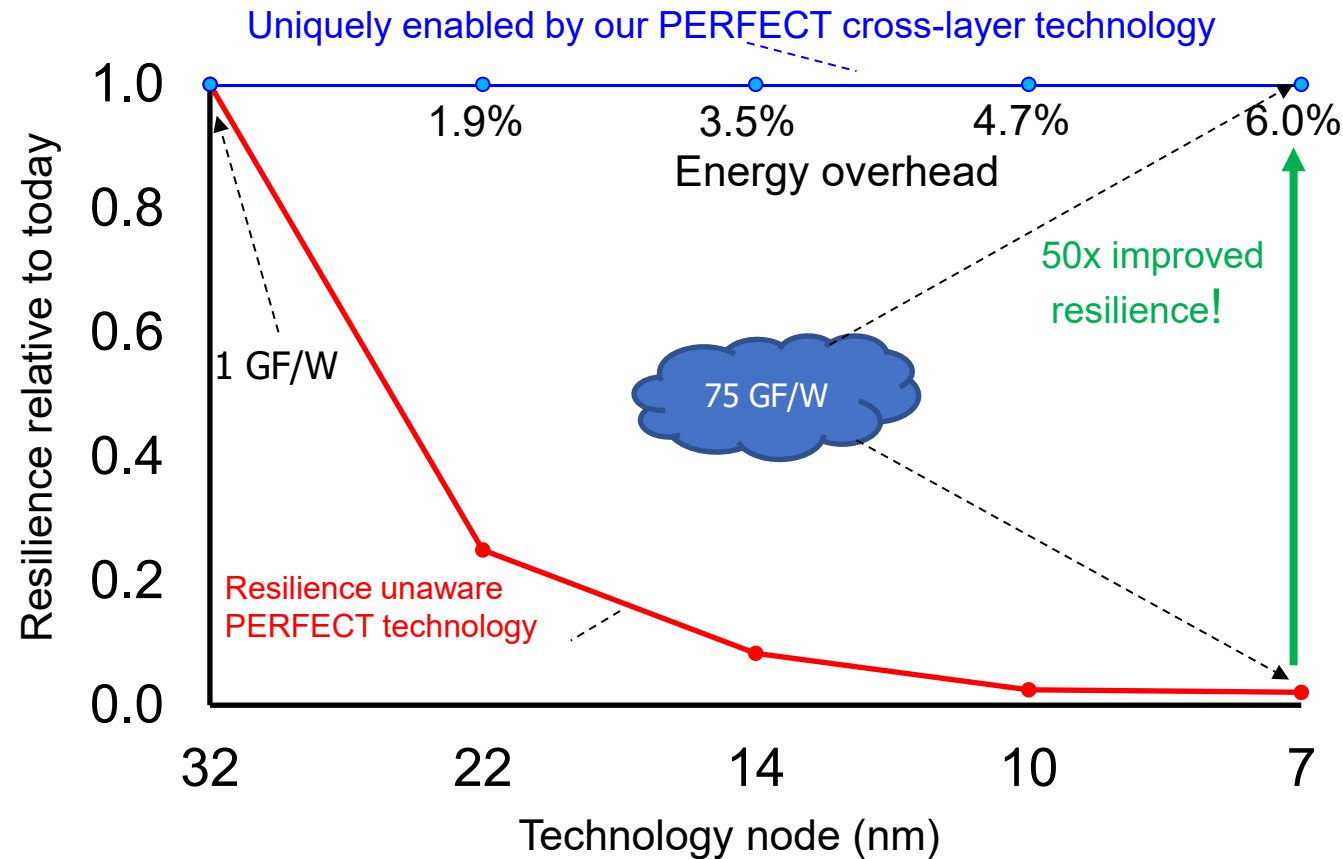 Uniquely enabled by our PERFECT cross-layer technology
1.0
1.9%
3.5%
4.7%
6.0%
Energy overhead
0.8
50x improved
resilience!
0.6
1 GF/W
75 GF/W
0.4
0.2
Resilience unaware
PERFECT technology
0.0
Resilience relative to today
32
22
14
10
7
Technology node (nm)